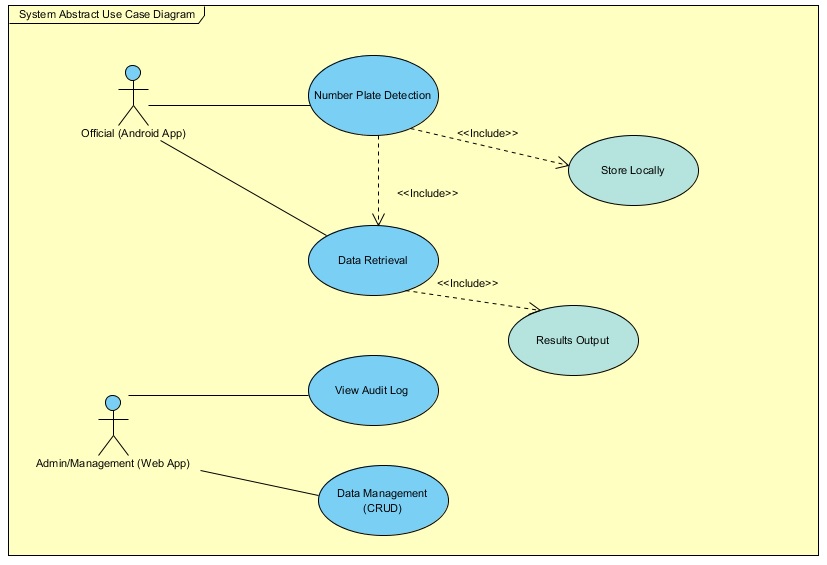 System Abstract Use Case Diagram
Number Plate Detection
<<Include>>
Official (Android App)
Store Locally
<<Include>>
Data Retrieval
<<Include>>
Results Output
View Audit Log
Admin/Management (Web App)
Data Management
(CRUD)